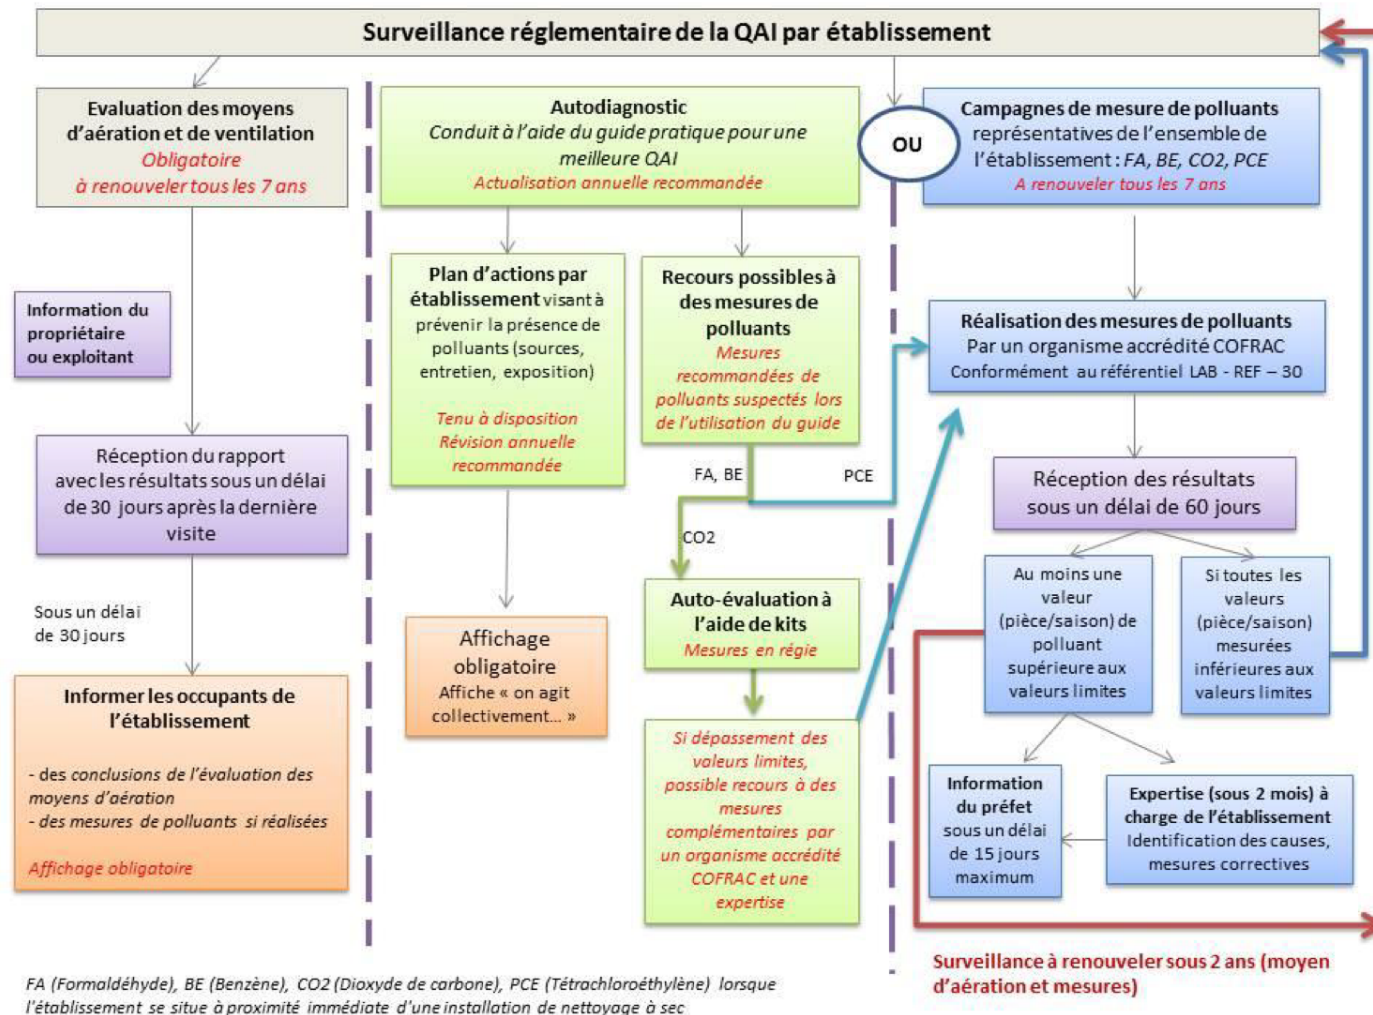 Surveillance réglementaire de la QAI par établissement
Evaluation des moyens
d'aération et de ventilation
Obligatoire
à renouveler tous les 7 ans
Information du
propriétaire
ou exploitant
Réception du rapport
avec les résultats sous un délai
de 30 jours après la dernière
visite
Sous un délai
de 30 jours
Informer les occupants de
l'établissement
- des conclusions de l'évaluation des
moyens d'aération
- des mesures de polluants si réalisées
Affichage obligatoire
Autodiagnostic
Conduit à l'aide du guide pratique pour une
meilleure QAI
Actualisation annuelle recommandée
Plan d'actions par
établissement visant à
prévenir la présence de
polluants (sources,
entretien, exposition)
Tenu à disposition
Révision annuelle
recommandée
Affichage
obligatoire
Affiche « on agit
collectivement... »
Recours possibles à
des mesures de
polluants
Mesures
recommandées de
polluants suspectés lors
de l'utilisation du guide
FA, BE
PCE
CO2
Auto-évaluation à
l'aide de kits
Mesures en régie
Si dépassement des
valeurs limites,
possible recours à des
mesures
complémentaires par
un organisme accrédité
COFRAC et une
expertise
OU
Campagnes de mesure de polluants
représentatives de l'ensemble de
l'établissement : FA, BE, CO2, PCE
A renouveler tous les 7 ans
Réalisation des mesures de polluants
Par un organisme accrédité COFRAC
Conformément au référentiel LAB - REF – 30
Réception des résultats
sous un délai de 60 jours
Au moins une
valeur
(pièce/saison) de
polluant
supérieure aux
valeurs limites
Si toutes les
valeurs
(pièce/saison)
mesurées
inférieures aux
valeurs limites
Information
du préfet
sous un délai
de 15 jours
maximum
Expertise (sous 2 mois) à
charge de l'établissement
Identification des causes,
mesures correctives
Surveillance à renouveler sous 2 ans (moyen
d'aération et mesures)
FA (Formaldéhyde), BE (Benzène), CO2 (Dioxyde de carbone), PCE (Tétrachloroéthylène) lorsque
l'établissement se situe à proximité immédiate d'une installation de nettoyage à sec